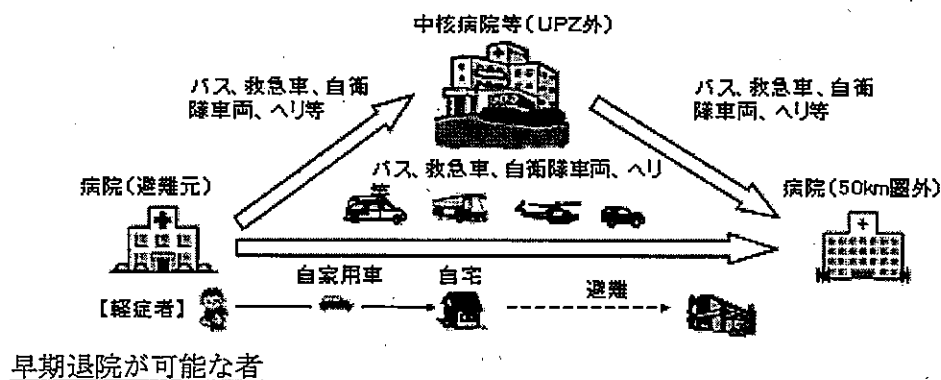 中核病院等(UPZ外)
バス、救急車、自衛
隊車両、ヘリ等
バス、救急車、自衛
隊車両、ヘリ等
バス、救急車、自衛隊車両、ヘリ
等
病院(避難元)
病院(50km圏外)
自家用車
自宅
避難
【軽症者】
早期退院が可能な者